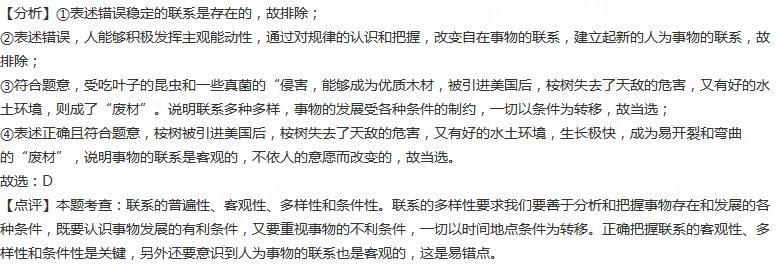 【分析】①表述错误稳定的联系是存在的，故排除；
②表述错误，人能够积极发挥主观能动性，通过对规律的认识和把握，改变自在事物的联系，建立起新的人为事物的联系，故
排除；
③符合题意，受吃叶子的昆虫和一些真菌的“侵害，能够成为优质木材，被引进美国后，桉树失去了天敌的危害，又有好的水
土环境，则成了“废材”。说明联系多种多样，事物的发展受各种条件的制约，一切以条件为转移，故当选；
④表述正确且符合题意，桉树被引进美国后，桉树失去了天敌的危害，又有好的水土环境，生长极快，成为易开裂和弯曲
的“废材”，说明事物的联系是客观的，不依人的意愿而改变的，故当选。
故选：D
【点评】本题考查：联系的普遍性、客观性、多样性和条件性。联系的多样性要求我们要善于分析和把握事物存在和发展的各
种条件，既要认识事物发展的有利条件，又要重视事物的不利条件，一切以时间地点条件为转移。正确把握联系的客观性、多
样性和条件性是关键，另外还要意识到人为事物的联系也是客观的，这是易错点。